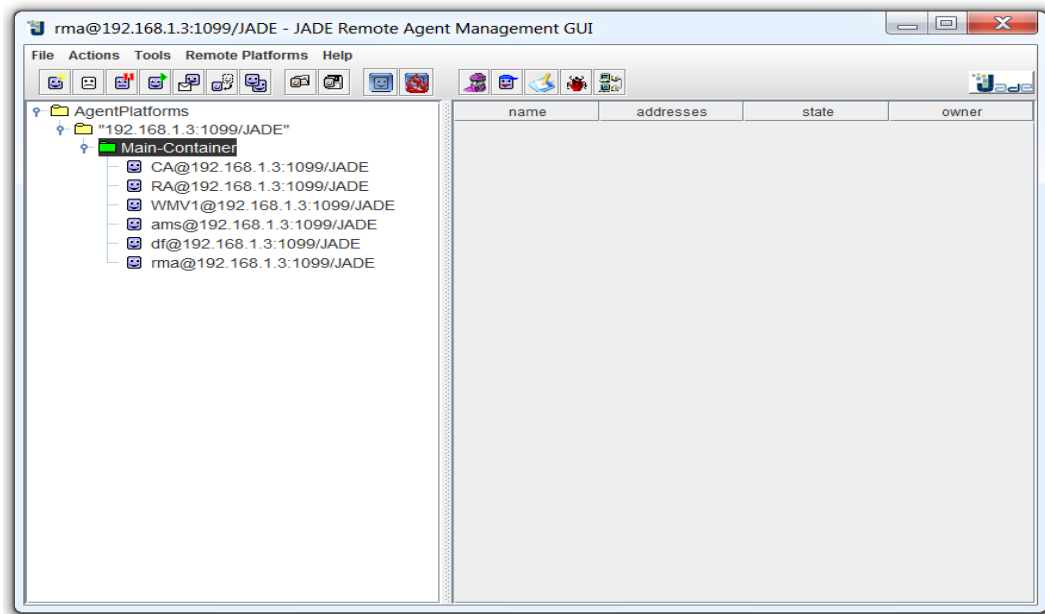 rma@192.168.1.3:1099/JADE - JADE Remote Agent Management GUI
File Actions Tools Remote Platforms Help
Jade
AgentPlatforms
"192.168.1.3:1099/JADE"
Main-Container
CA@192.168.1.3:1099/JADE
RA@192.168.1.3:1099/JADE
WMV1@192.168.1.3:1099/JADE
ams@192.168.1.3:1099/JADE
df@192.168.1.3:1099/JADE
rma@192.168.1.3:1099/JADE
name addresses state owner